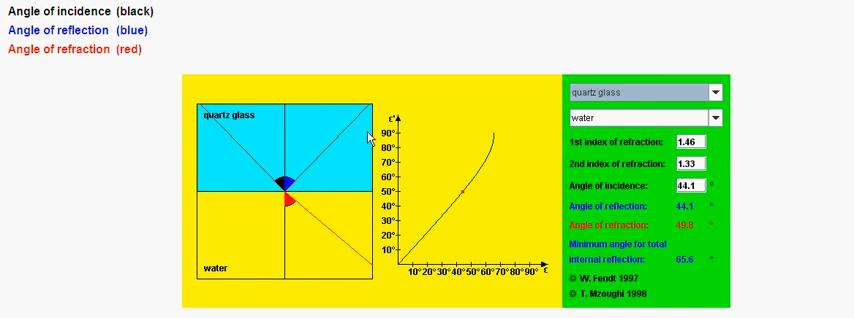 Angle of incidence (black)
Angle of reflection (blue)
Angle of refraction (red)
quartz glass
water
ε'
90°
80°
70°
60°
50°
40°
30°
20°
10°
10° 20° 30° 40° 50° 60° 70° 80° 90° ε
quartz glass
water
1st index of refraction: 1.46
2nd index of refraction: 1.33
Angle of incidence: 44.1 °
Angle of reflection: 44.1 °
Angle of refraction: 49.8 °
Minimum angle for total
internal reflection: 65.6 °
© W. Fendt 1997
© T. Mzoughi 1998